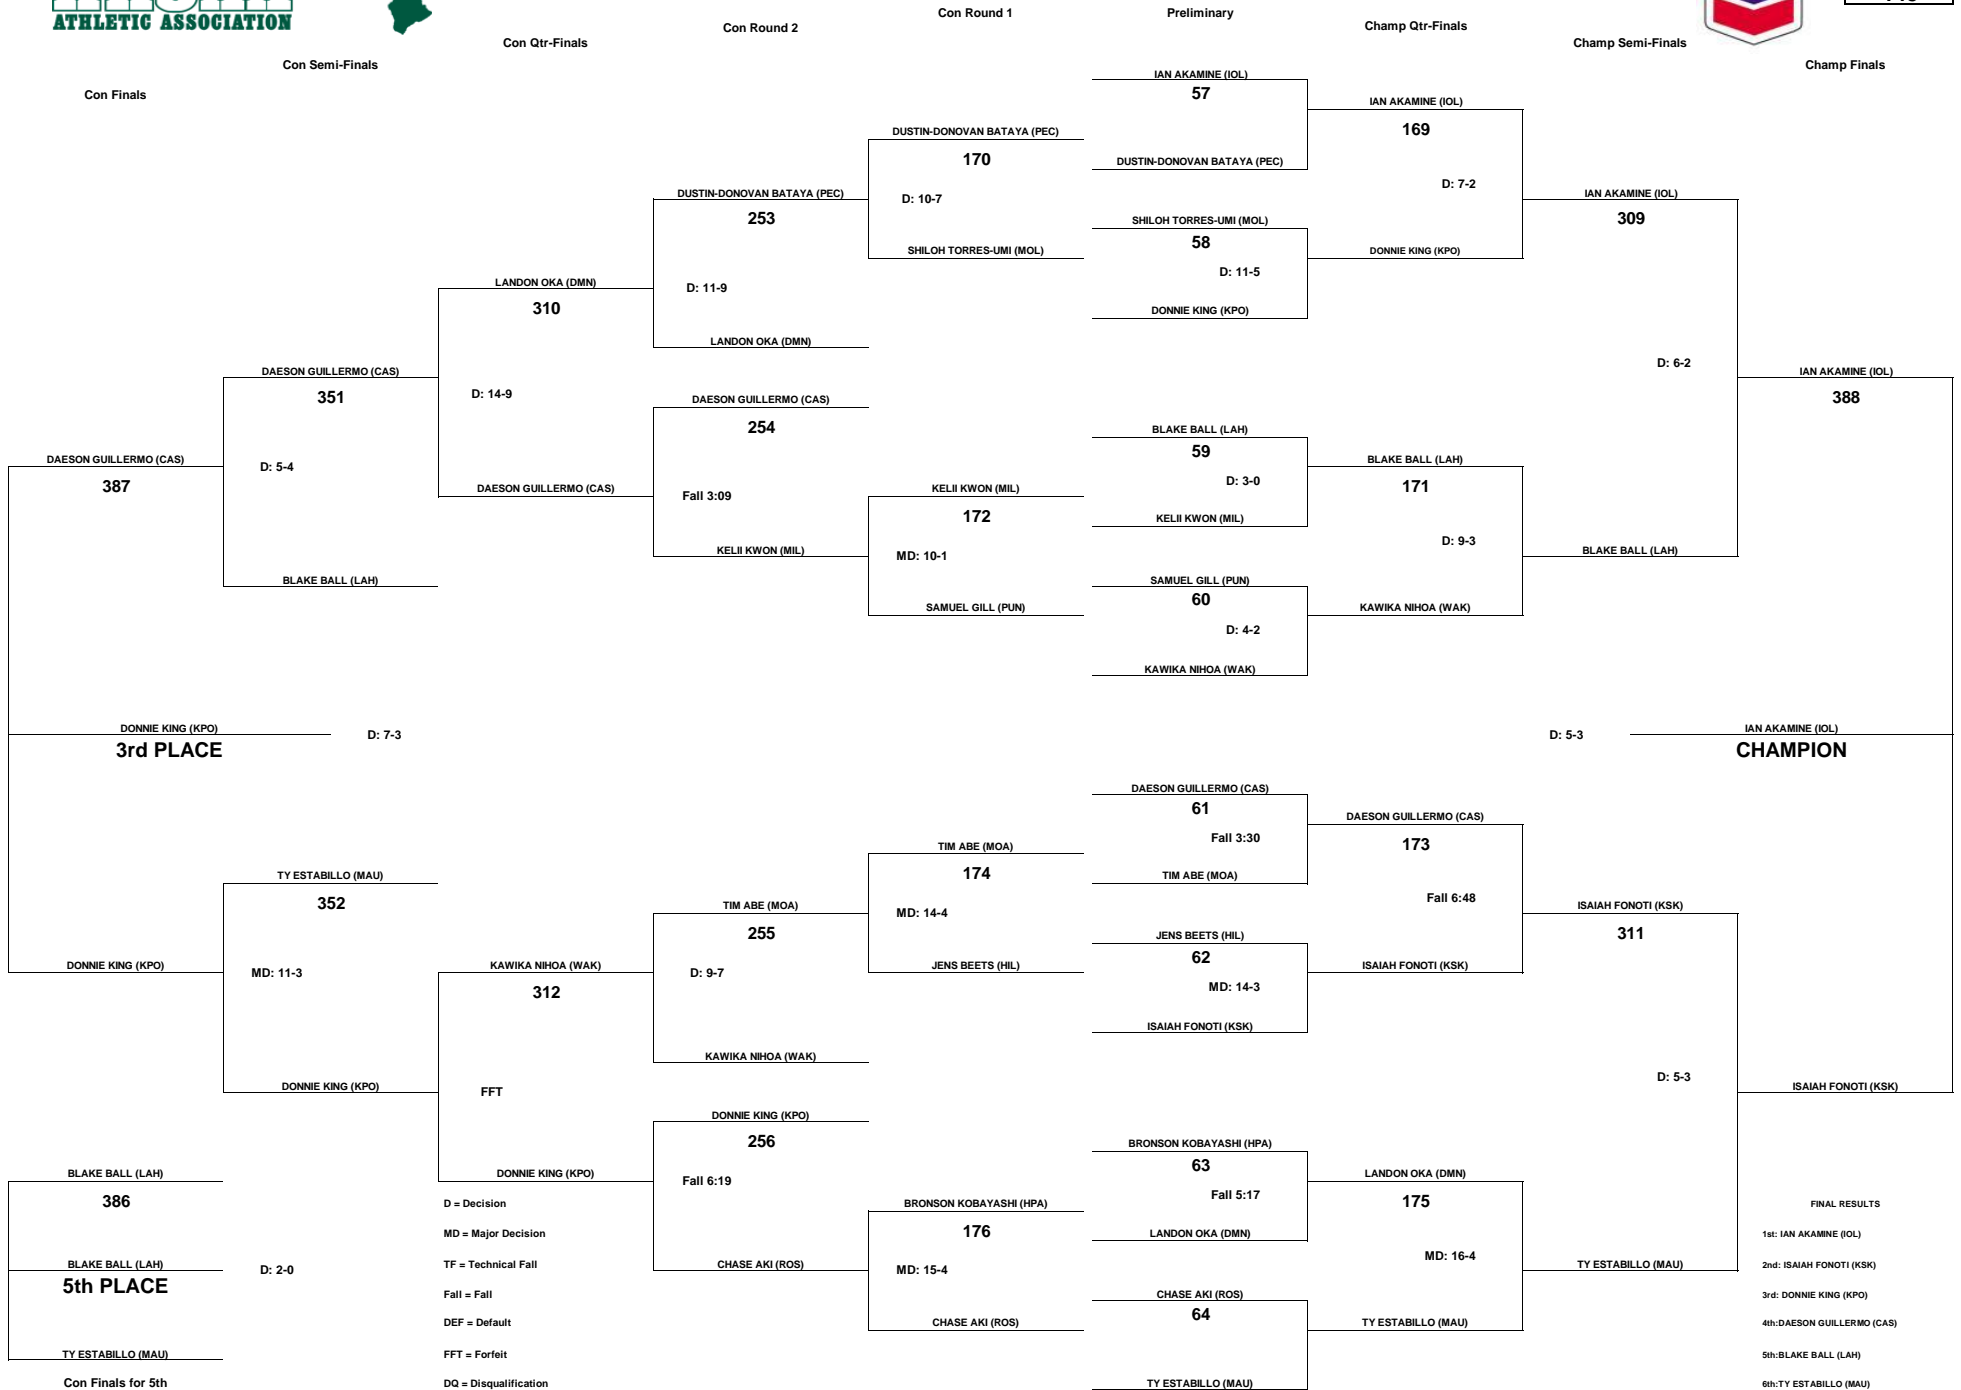 ATHLETIC ASSOCIATION
Con Finals
Con Semi-Finals
Con Qtr-Finals
Con Round 2
Con Round 1
Preliminary
Champ Qtr-Finals
Champ Semi-Finals
Champ Finals
DAESON GUILLERMO (CAS)
387
DONNIE KING (KPO)
3rd PLACE
D: 7-3
DONNIE KING (KPO)
BLAKE BALL (LAH)
386
BLAKE BALL (LAH)
5th PLACE
D: 2-0
TY ESTABILLO (MAU)
Con Finals for 5th
DAESON GUILLERMO (CAS)
351
D: 5-4
BLAKE BALL (LAH)
TY ESTABILLO (MAU)
352
MD: 11-3
DONNIE KING (KPO)
LANDON OKA (DMN)
310
D: 14-9
DAESON GUILLERMO (CAS)
KAWIKA NIHOA (WAK)
312
FFT
DONNIE KING (KPO)
D = Decision
MD = Major Decision
TF = Technical Fall
Fall = Fall
DEF = Default
FFT = Forfeit
DQ = Disqualification
DUSTIN-DONOVAN BATAYA (PEC)
253
D: 11-9
LANDON OKA (DMN)
DAESON GUILLERMO (CAS)
254
Fall 3:09
KELII KWON (MIL)
TIM ABE (MOA)
255
D: 9-7
KAWIKA NIHOA (WAK)
DONNIE KING (KPO)
256
Fall 6:19
CHASE AKI (ROS)
DUSTIN-DONOVAN BATAYA (PEC)
170
D: 10-7
SHILOH TORRES-UMI (MOL)
KELII KWON (MIL)
172
MD: 10-1
SAMUEL GILL (PUN)
TIM ABE (MOA)
174
MD: 14-4
JENS BEETS (HIL)
BRONSON KOBAYASHI (HPA)
176
MD: 15-4
CHASE AKI (ROS)
IAN AKAMINE (IOL)
57
DUSTIN-DONOVAN BATAYA (PEC)
SHILOH TORRES-UMI (MOL)
58
D: 11-5
DONNIE KING (KPO)
BLAKE BALL (LAH)
59
D: 3-0
KELII KWON (MIL)
SAMUEL GILL (PUN)
60
D: 4-2
KAWIKA NIHOA (WAK)
DAESON GUILLERMO (CAS)
61
Fall 3:30
TIM ABE (MOA)
JENS BEETS (HIL)
62
MD: 14-3
ISAIAH FONOTI (KSK)
BRONSON KOBAYASHI (HPA)
63
Fall 5:17
LANDON OKA (DMN)
CHASE AKI (ROS)
64
TY ESTABILLO (MAU)
IAN AKAMINE (IOL)
169
D: 7-2
DONNIE KING (KPO)
BLAKE BALL (LAH)
171
D: 9-3
KAWIKA NIHOA (WAK)
DAESON GUILLERMO (CAS)
173
Fall 6:48
ISAIAH FONOTI (KSK)
LANDON OKA (DMN)
175
MD: 16-4
TY ESTABILLO (MAU)
IAN AKAMINE (IOL)
309
D: 6-2
BLAKE BALL (LAH)
ISAIAH FONOTI (KSK)
311
D: 5-3
TY ESTABILLO (MAU)
IAN AKAMINE (IOL)
388
D: 5-3
IAN AKAMINE (IOL)
CHAMPION
ISAIAH FONOTI (KSK)
FINAL RESULTS
1st: IAN AKAMINE (IOL)
2nd: ISAIAH FONOTI (KSK)
3rd: DONNIE KING (KPO)
4th:DAESON GUILLERMO (CAS)
5th:BLAKE BALL (LAH)
6th:TY ESTABILLO (MAU)